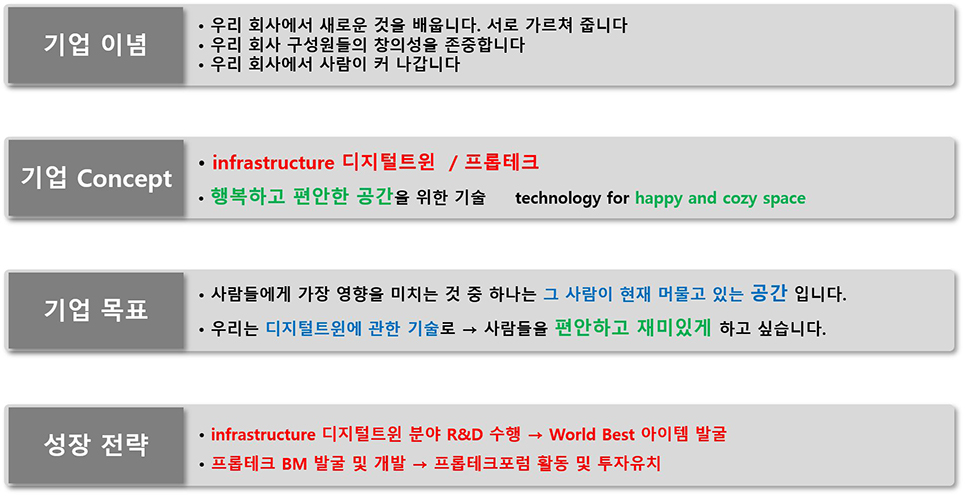 기업 이념
• 우리 회사에서 새로운 것을 배웁니다. 서로 가르쳐 줍니다
• 우리 회사 구성원들의 창의성을 존중합니다
• 우리 회사에서 사람이 커 나갑니다
기업 Concept
• infrastructure 디지털트윈 / 프롭테크
• 행복하고 편안한 공간을 위한 기술 technology for happy and cozy space
기업 목표
• 사람들에게 가장 영향을 미치는 것 중 하나는 그 사람이 현재 머물고 있는 공간 입니다.
• 우리는 디지털트윈에 관한 기술로 → 사람들을 편안하고 재미있게 하고 싶습니다.
성장 전략
• infrastructure 디지털트윈 분야 R&D 수행 → World Best 아이템 발굴
• 프롭테크 BM 발굴 및 개발 → 프롭테크포럼 활동 및 투자유치